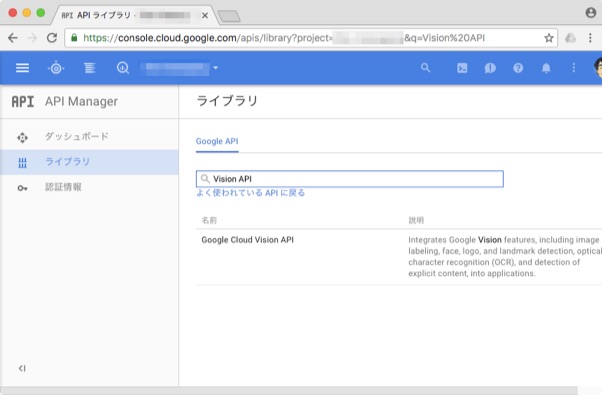 API API ライブラリ -
https://console.cloud.google.com/apis/library?project= &q=Vision%20API
API API Manager
ライブラリ
ダッシュボード
ライブラリ
認証情報
Google API
Vision API
よく使われている API に戻る
名前 説明
Google Cloud Vision API
Integrates Google Vision features, including image
labeling, face, logo, and landmark detection, optical
character recognition (OCR), and detection of
explicit content, into applications.